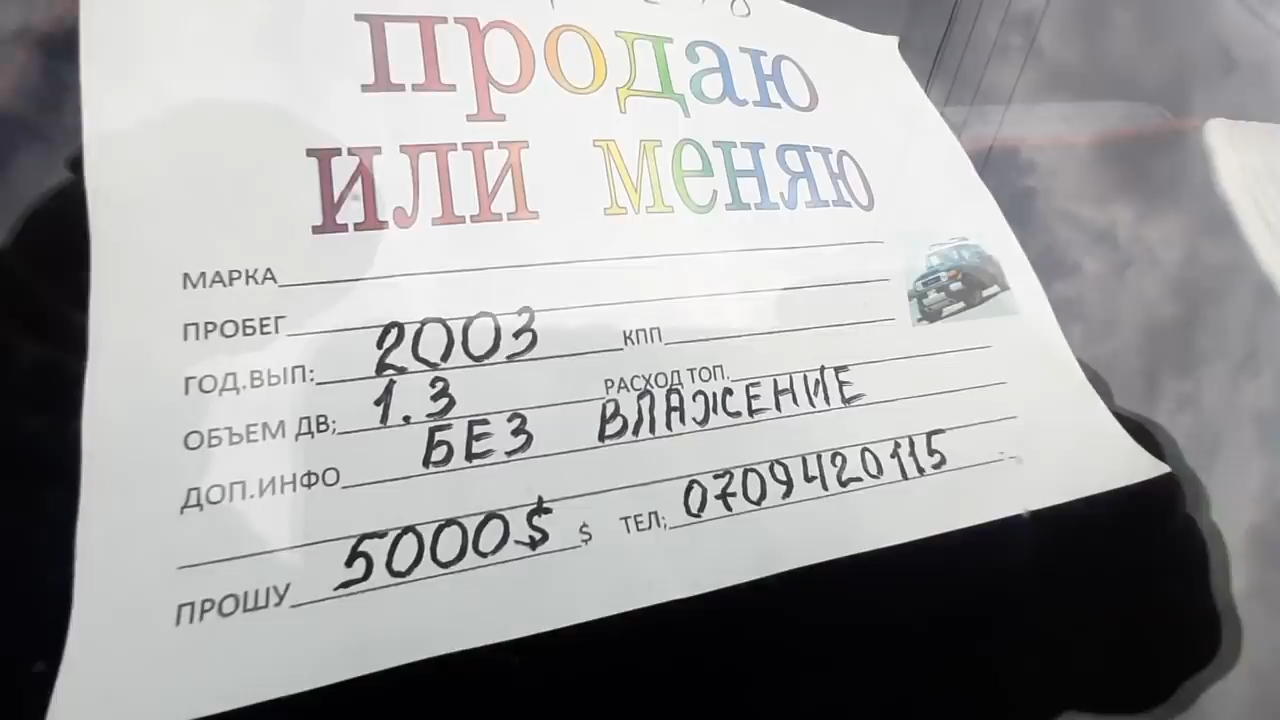 продаю
или меняю
МАРКА
ПРОБЕГ
ГОД.ВЫП: 2003 КПП
ОБЪЕМ ДВ; 1.3 РАСХОД ТОП.
ДОП.ИНФО БЕЗ ВЛАЖЕНИЕ
ПРОШУ 5000$ $ ТЕЛ; 0709420115